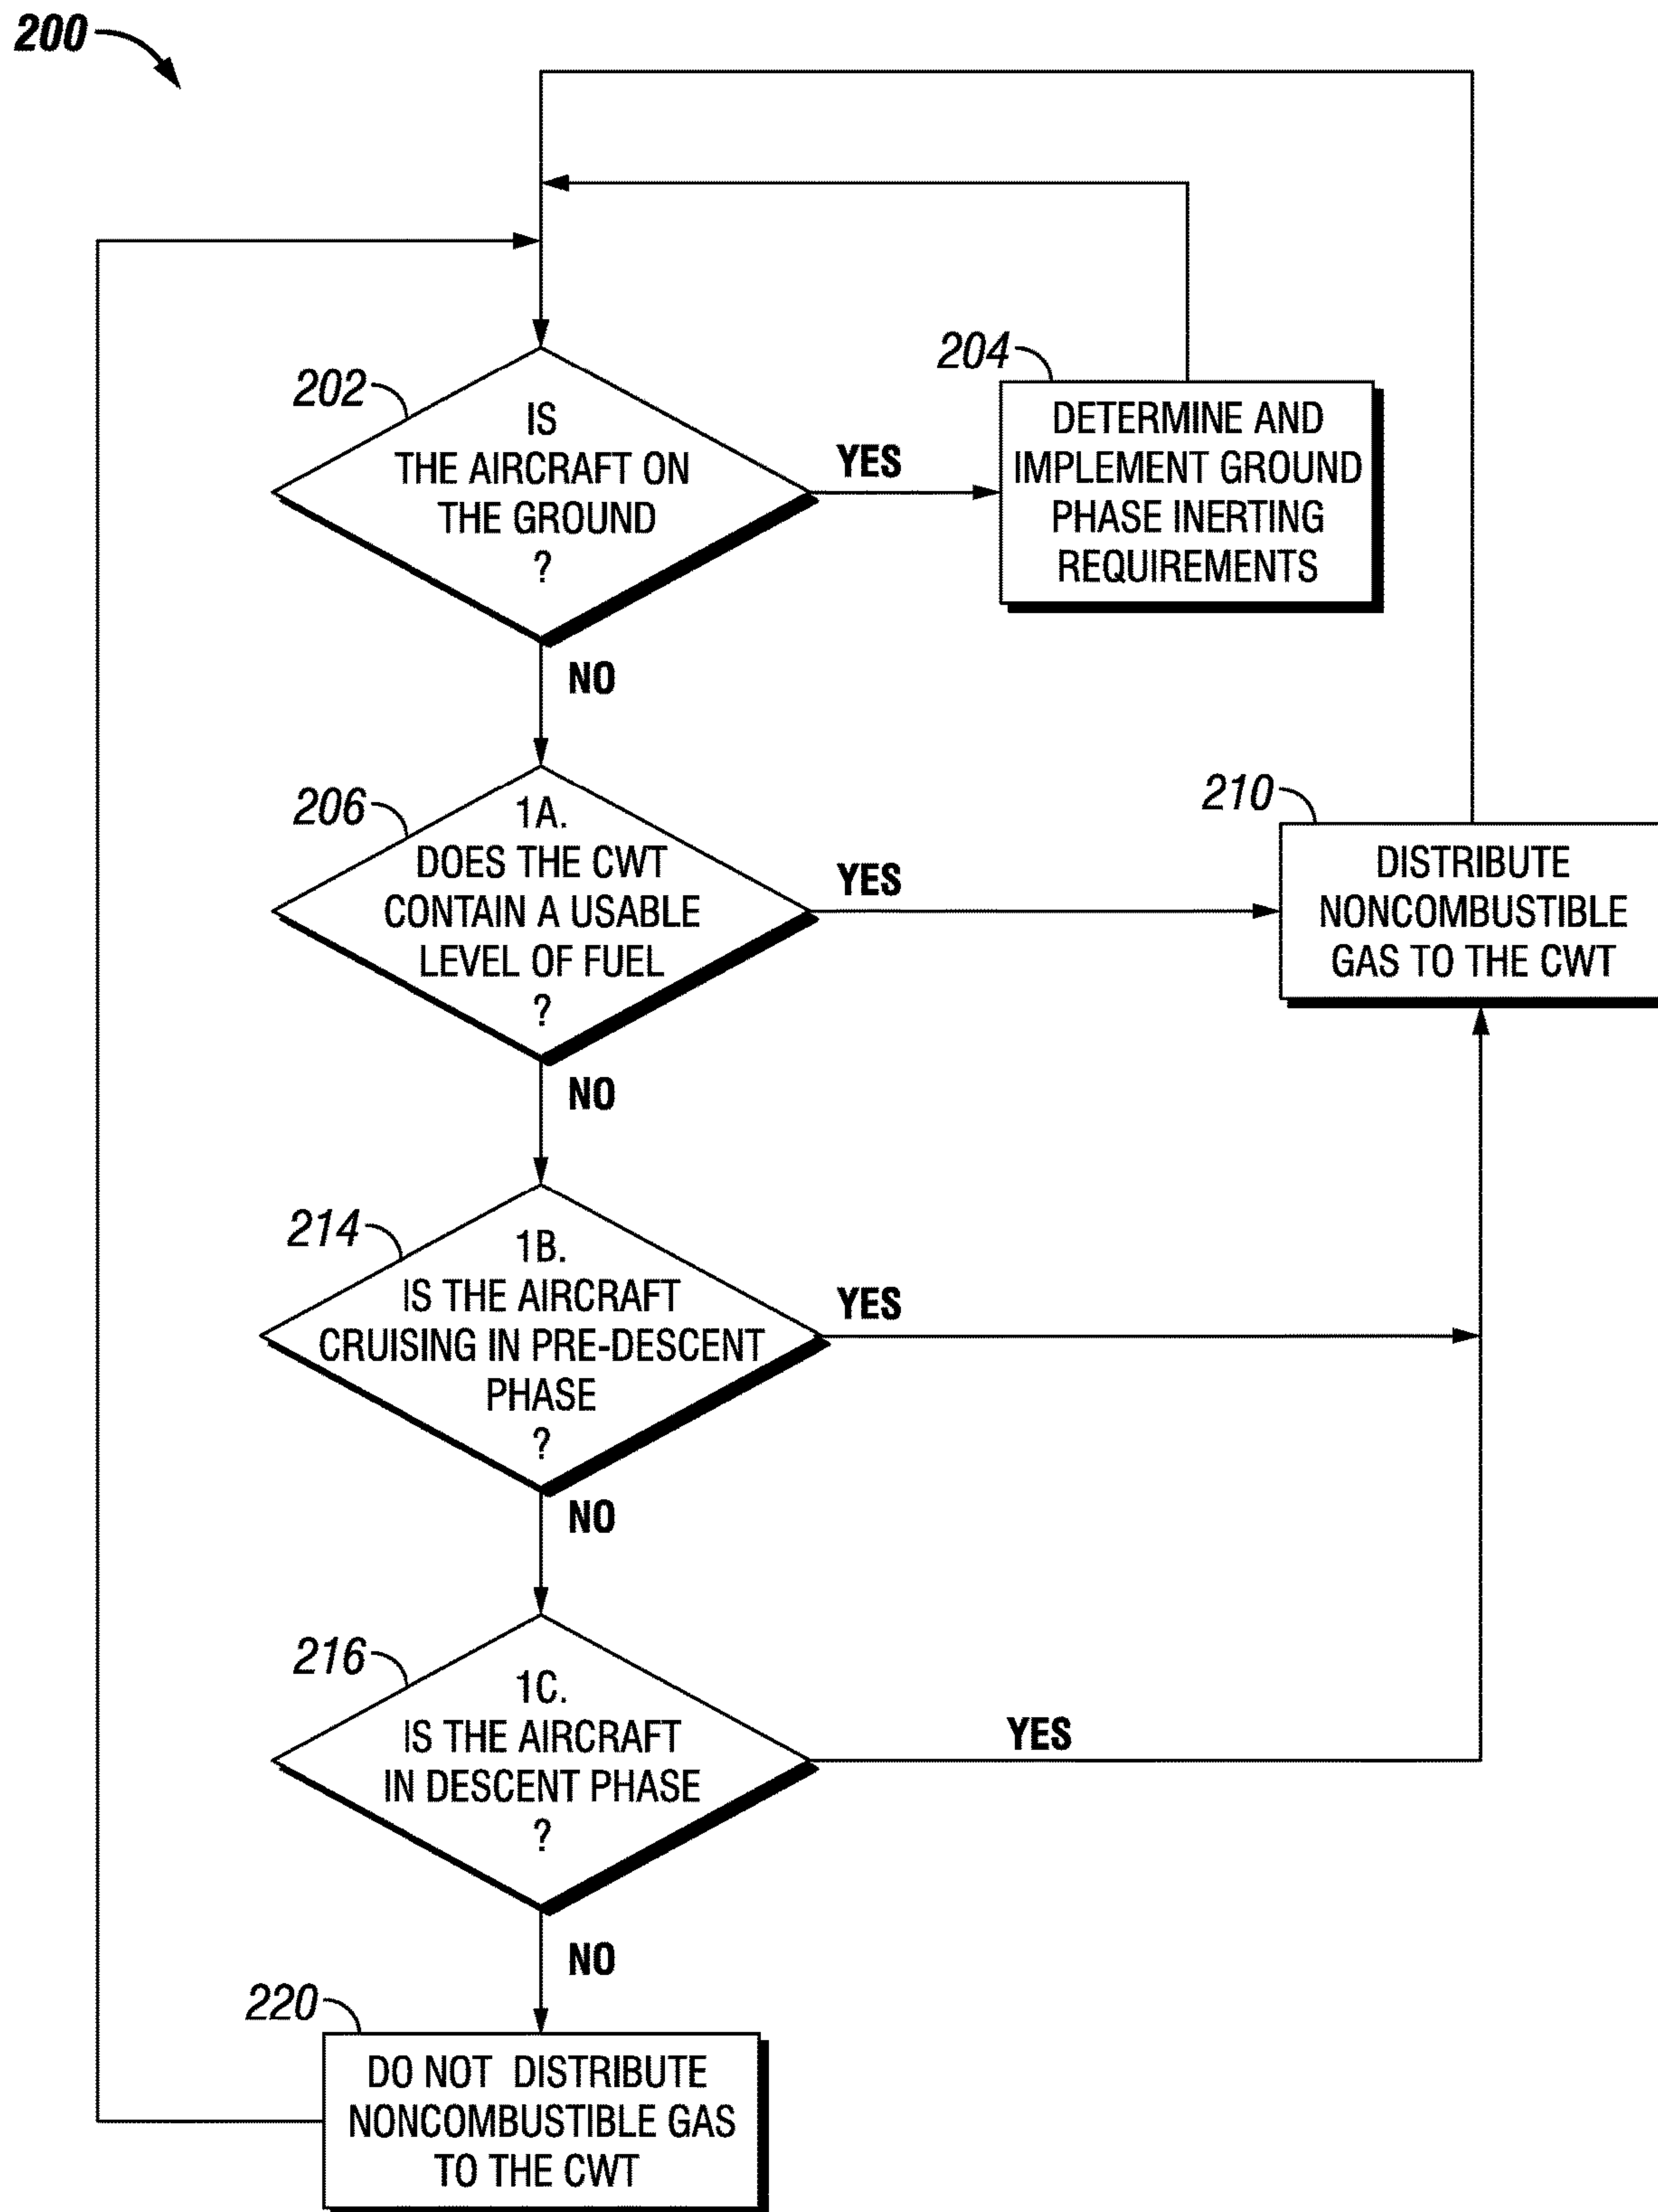 200
202
IS
THE AIRCRAFT ON
THE GROUND
?
YES
204
DETERMINE AND
IMPLEMENT GROUND
PHASE INERTING
REQUIREMENTS
NO
206
1A.
DOES THE CWT
CONTAIN A USABLE
LEVEL OF FUEL
?
YES
210
DISTRIBUTE
NONCOMBUSTIBLE
GAS TO THE CWT
NO
214
1B.
IS THE AIRCRAFT
CRUISING IN PRE-DESCENT
PHASE
?
YES
NO
216
1C.
IS THE AIRCRAFT
IN DESCENT PHASE
?
YES
NO
220
DO NOT DISTRIBUTE
NONCOMBUSTIBLE GAS
TO THE CWT